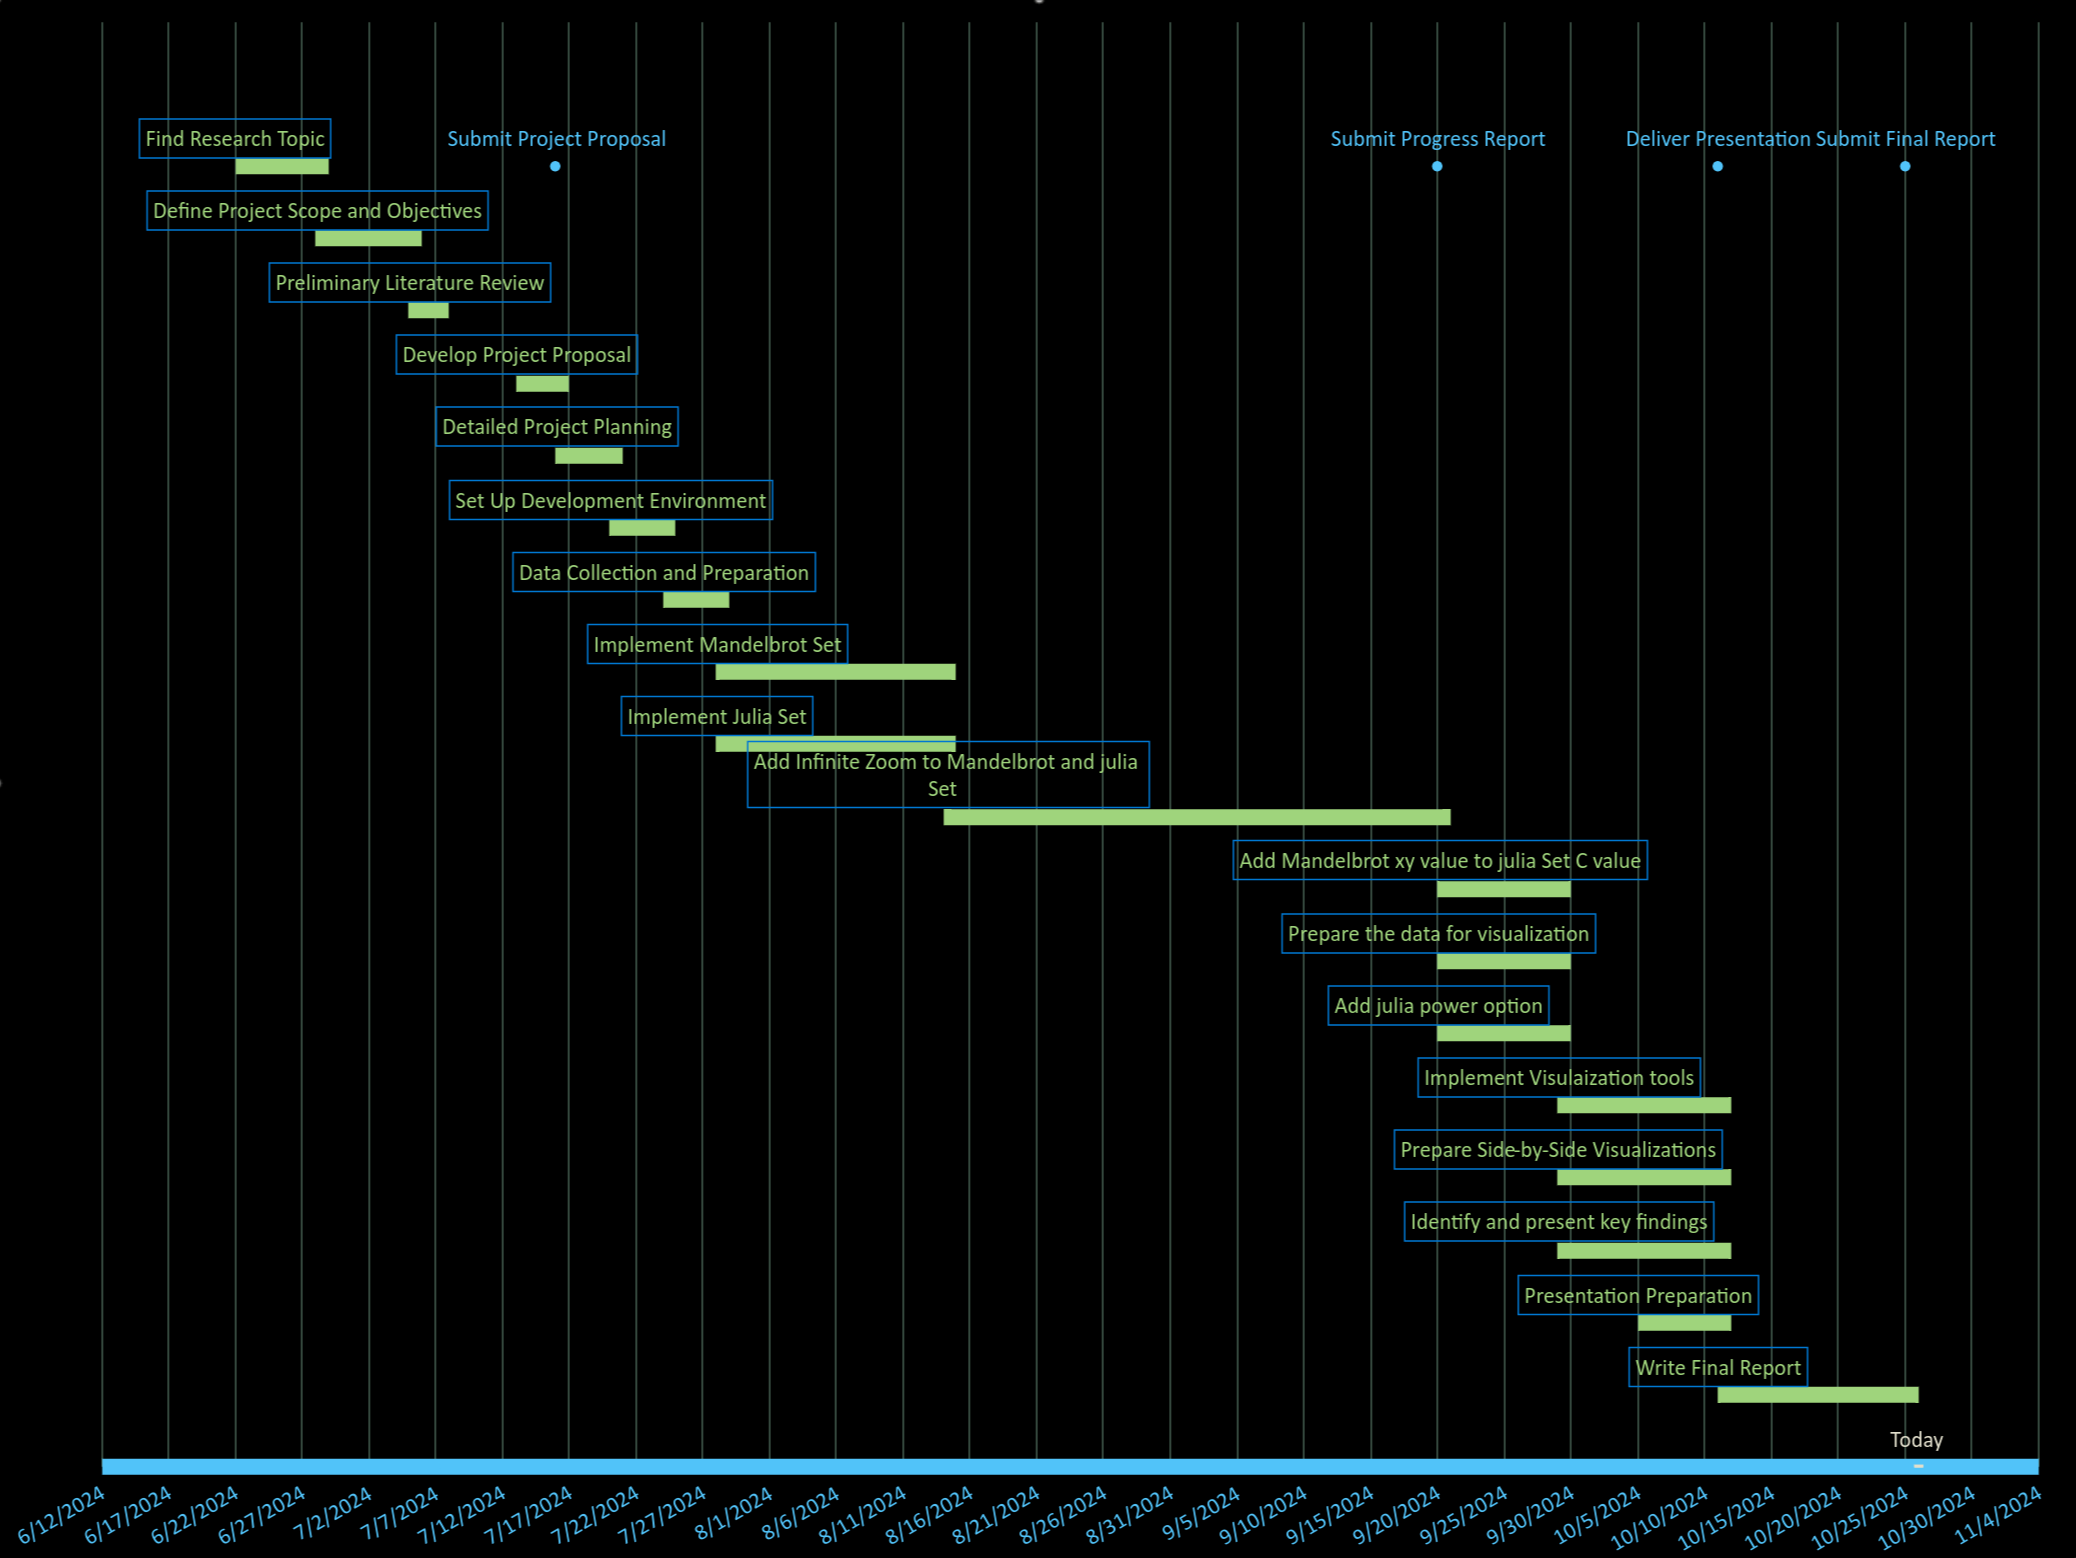 Find Research Topic
Submit Project Proposal
Submit Progress Report
Deliver Presentation Submit Final Report
Define Project Scope and Objectives
Preliminary Literature Review
Develop Project Proposal
Detailed Project Planning
Set Up Development Environment
Data Collection and Preparation
Implement Mandelbrot Set
Implement Julia Set
Add Infinite Zoom to Mandelbrot and julia
Set
Add Mandelbrot xy value to julia Set C value
Prepare the data for visualization
Add julia power option
Implement Visulaization tools
Prepare Side-by-Side Visualizations
Identify and present key findings
Presentation Preparation
Write Final Report
Today
6/12/2024
6/17/2024
6/22/2024
6/27/2024
7/2/2024
7/7/2024
7/12/2024
7/17/2024
7/22/2024
7/27/2024
8/1/2024
8/6/2024
8/11/2024
8/16/2024
8/21/2024
8/26/2024
8/31/2024
9/5/2024
9/10/2024
9/15/2024
9/20/2024
9/25/2024
9/30/2024
10/5/2024
10/10/2024
10/15/2024
10/20/2024
10/25/2024
10/30/2024
11/4/2024